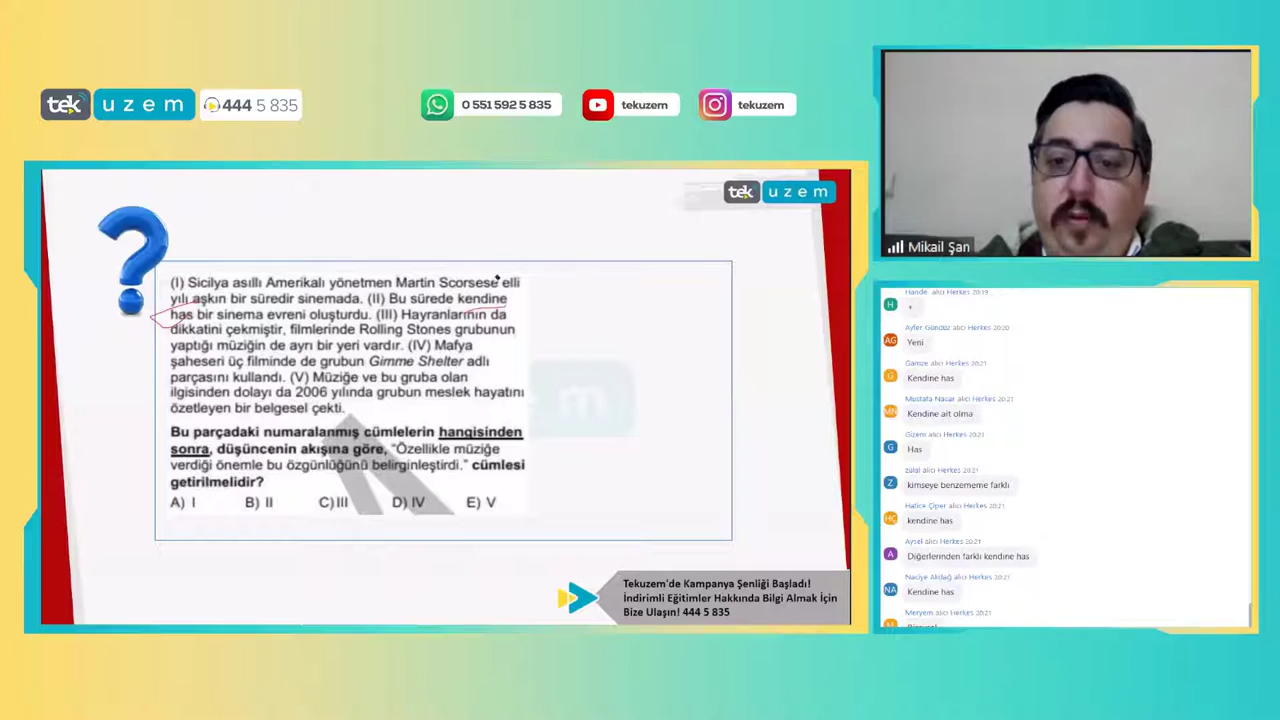 tek uzem 444 5 835
0 551 592 5 835
tekuzem
tekuzem
tek uzem
(I) Sicilya asıllı Amerikalı yönetmen Martin Scorsese elli
yılı aşkın bir süredir sinemada. (II) Bu sürede kendine
has bir sinema evreni oluşturdu. (III) Hayranlarının da
dikkatini çekmiştir, filmlerinde Rolling Stones grubunun
yaptığı müziğin de ayrı bir yeri vardır. (IV) Mafya
şaheseri üç filminde de grubun Gimme Shelter adlı
parçasını kullandı. (V) Müziğe ve bu gruba olan
ilgisinden dolayı da 2006 yılında grubun meslek hayatını
özetleyen bir belgesel çekti.
Bu parçadaki numaralanmış cümlelerin hangisinden
sonra, düşüncenin akışına göre, "Özellikle müziğe
verdiği önemle bu özgünlüğünü belirginleştirdi." cümlesi
getirilmelidir?
A) I B) II C) III D) IV E) V
Tekuzem'de Kampanya Şenliği Başladı!
İndirimli Eğitimler Hakkında Bilgi Almak İçin
Bize Ulaşın! 444 5 835
Mikail Şan
Hande alıcı Herkes 20:19
H
Ayfer Gündüz alıcı Herkes 20:20
AG Yeni
Gamze alıcı Herkes 20:21
G Kendine has
Mustafa Nacar alıcı Herkes 20:21
MN Kendine ait olma
Gizem alıcı Herkes 20:21
G Has
zülal alıcı Herkes 20:21
Z kimseye benzememe farklı
Hatice Çiper alıcı Herkes 20:21
HÇ kendine has
Aysel alıcı Herkes 20:21
A Diğerlerinden farklı kendine has
Naciye Akdağ alıcı Herkes 20:21
NA Kendine has
Meryem alıcı Herkes 20:21